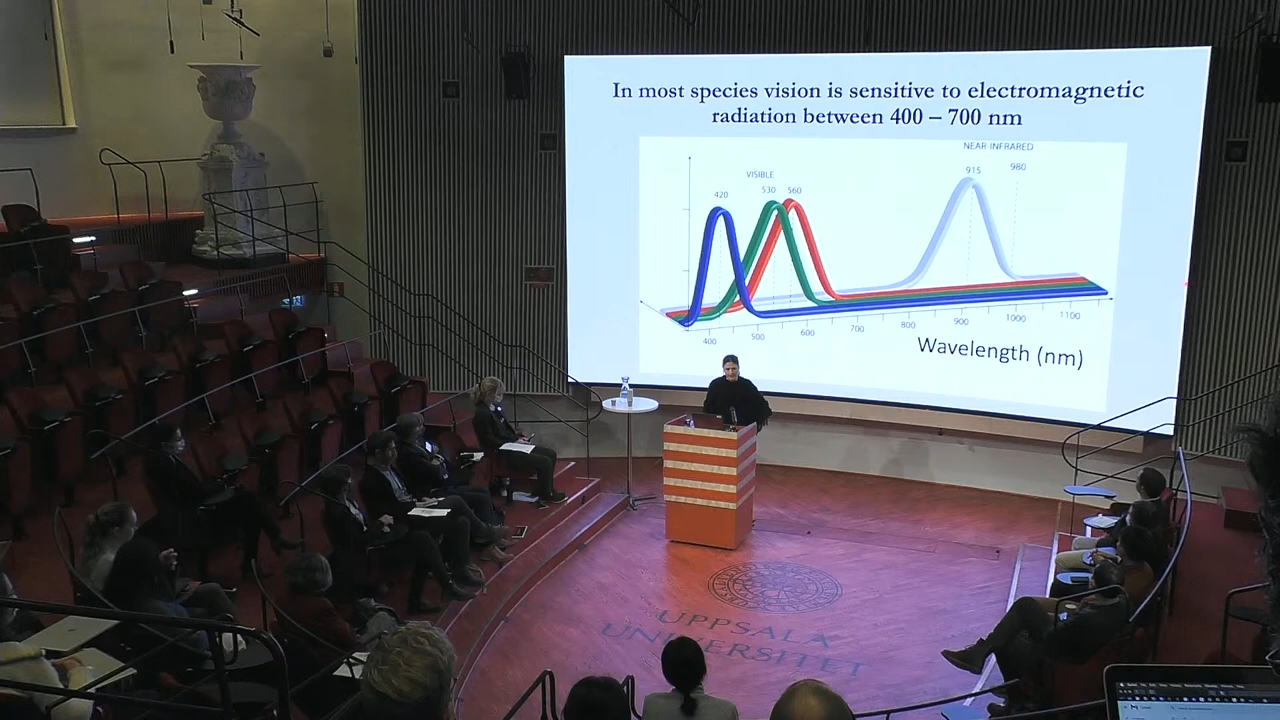 In most species vision is sensitive to electromagnetic
radiation between 400 – 700 nm
NEAR-INFRARED
915
980
VISIBLE
420
530
560
400
500
600
700
800
900
1000
1100
Wavelength (nm)
UPPSALA
UNIVERSITET